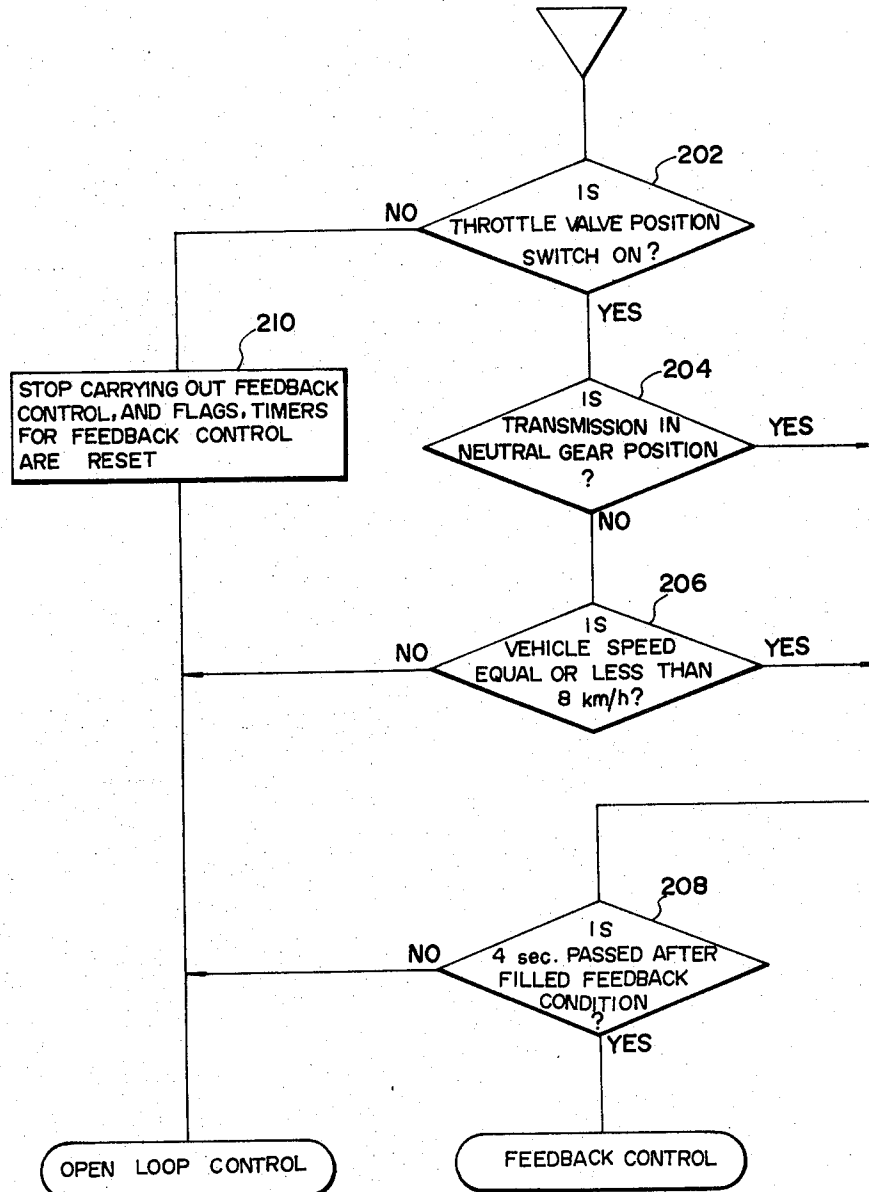 202
IS
THROTTLE VALVE POSITION
SWITCH ON?
NO
YES
210
STOP CARRYING OUT FEEDBACK
CONTROL, AND FLAGS, TIMERS
FOR FEEDBACK CONTROL
ARE RESET
204
IS
TRANSMISSION IN
NEUTRAL GEAR POSITION
?
YES
NO
206
IS
VEHICLE SPEED
EQUAL OR LESS THAN
8 km/h?
NO
YES
208
IS
4 sec. PASSED AFTER
FILLED FEEDBACK
CONDITION
?
NO
YES
OPEN LOOP CONTROL
FEEDBACK CONTROL